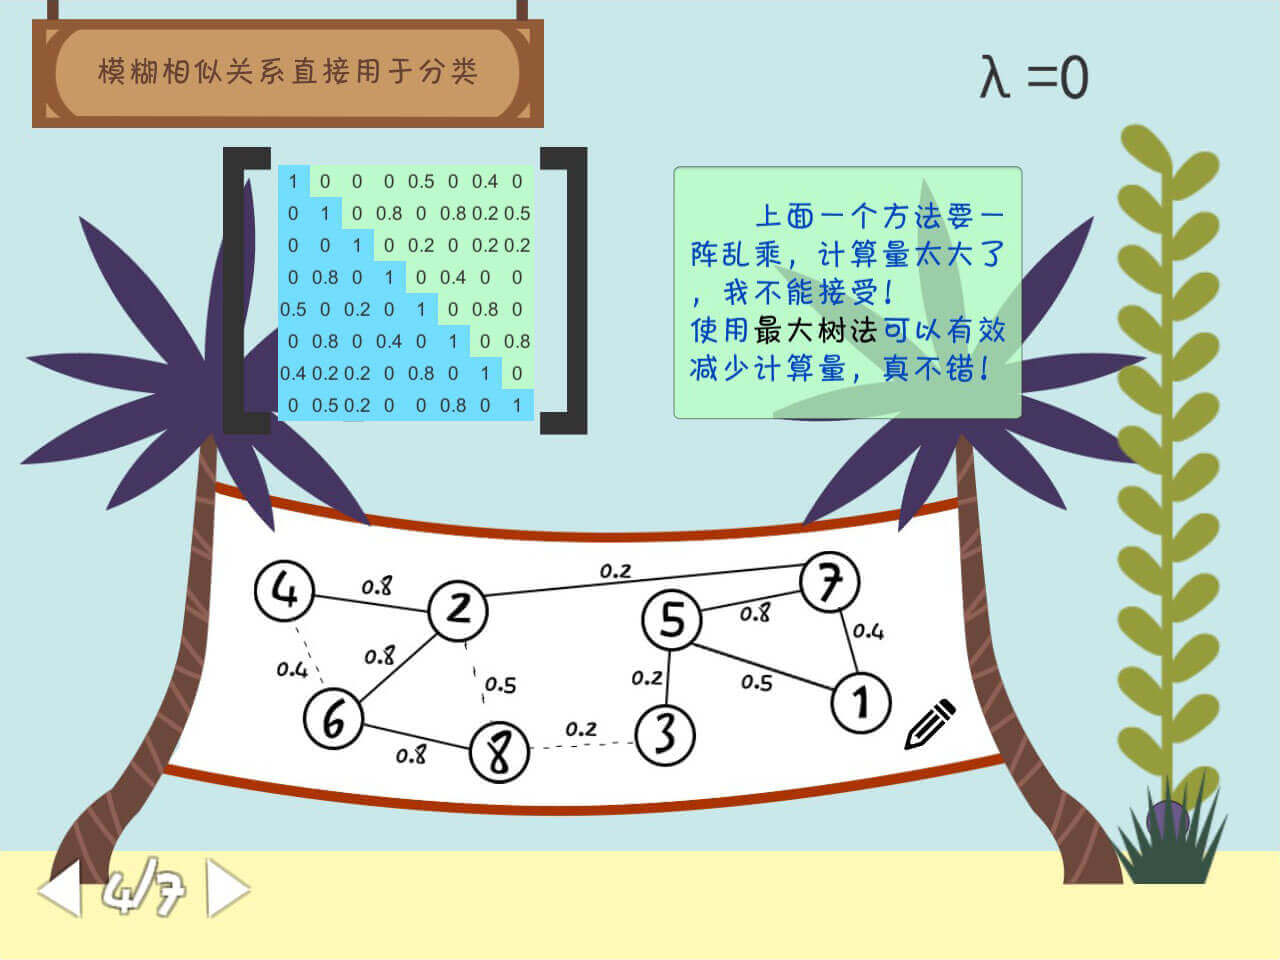 模糊相似关系直接用于分类
λ =0
1 0 0 0 0.5 0 0.4 0
0 1 0 0.8 0 0.8 0.2 0.5
0 0 1 0 0.2 0 0.2 0.2
0 0.8 0 1 0 0.4 0 0
0.5 0 0.2 0 1 0 0.8 0
0 0.8 0 0.4 0 1 0 0.8
0.4 0.2 0.2 0 0.8 0 1 0
0 0.5 0.2 0 0 0.8 0 1
上面一个方法要一
阵乱乘，计算量太大了
，我不能接受！
使用最大树法可以有效
减少计算量，真不错！
0.2
4 0.8 2 5 0.8 7
0.4 0.8 0.5 0.2 0.5 0.4
6 0.8 8 0.2 3 1
4/7